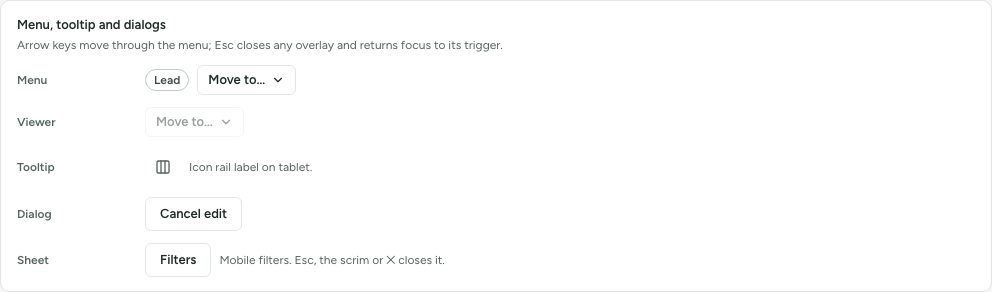 Menu, tooltip and dialogs
Arrow keys move through the menu; Esc closes any overlay and returns focus to its trigger.
Menu Lead Move to...
Viewer Move to...
Tooltip Icon rail label on tablet.
Dialog Cancel edit
Sheet Filters Mobile filters. Esc, the scrim or ✕ closes it.